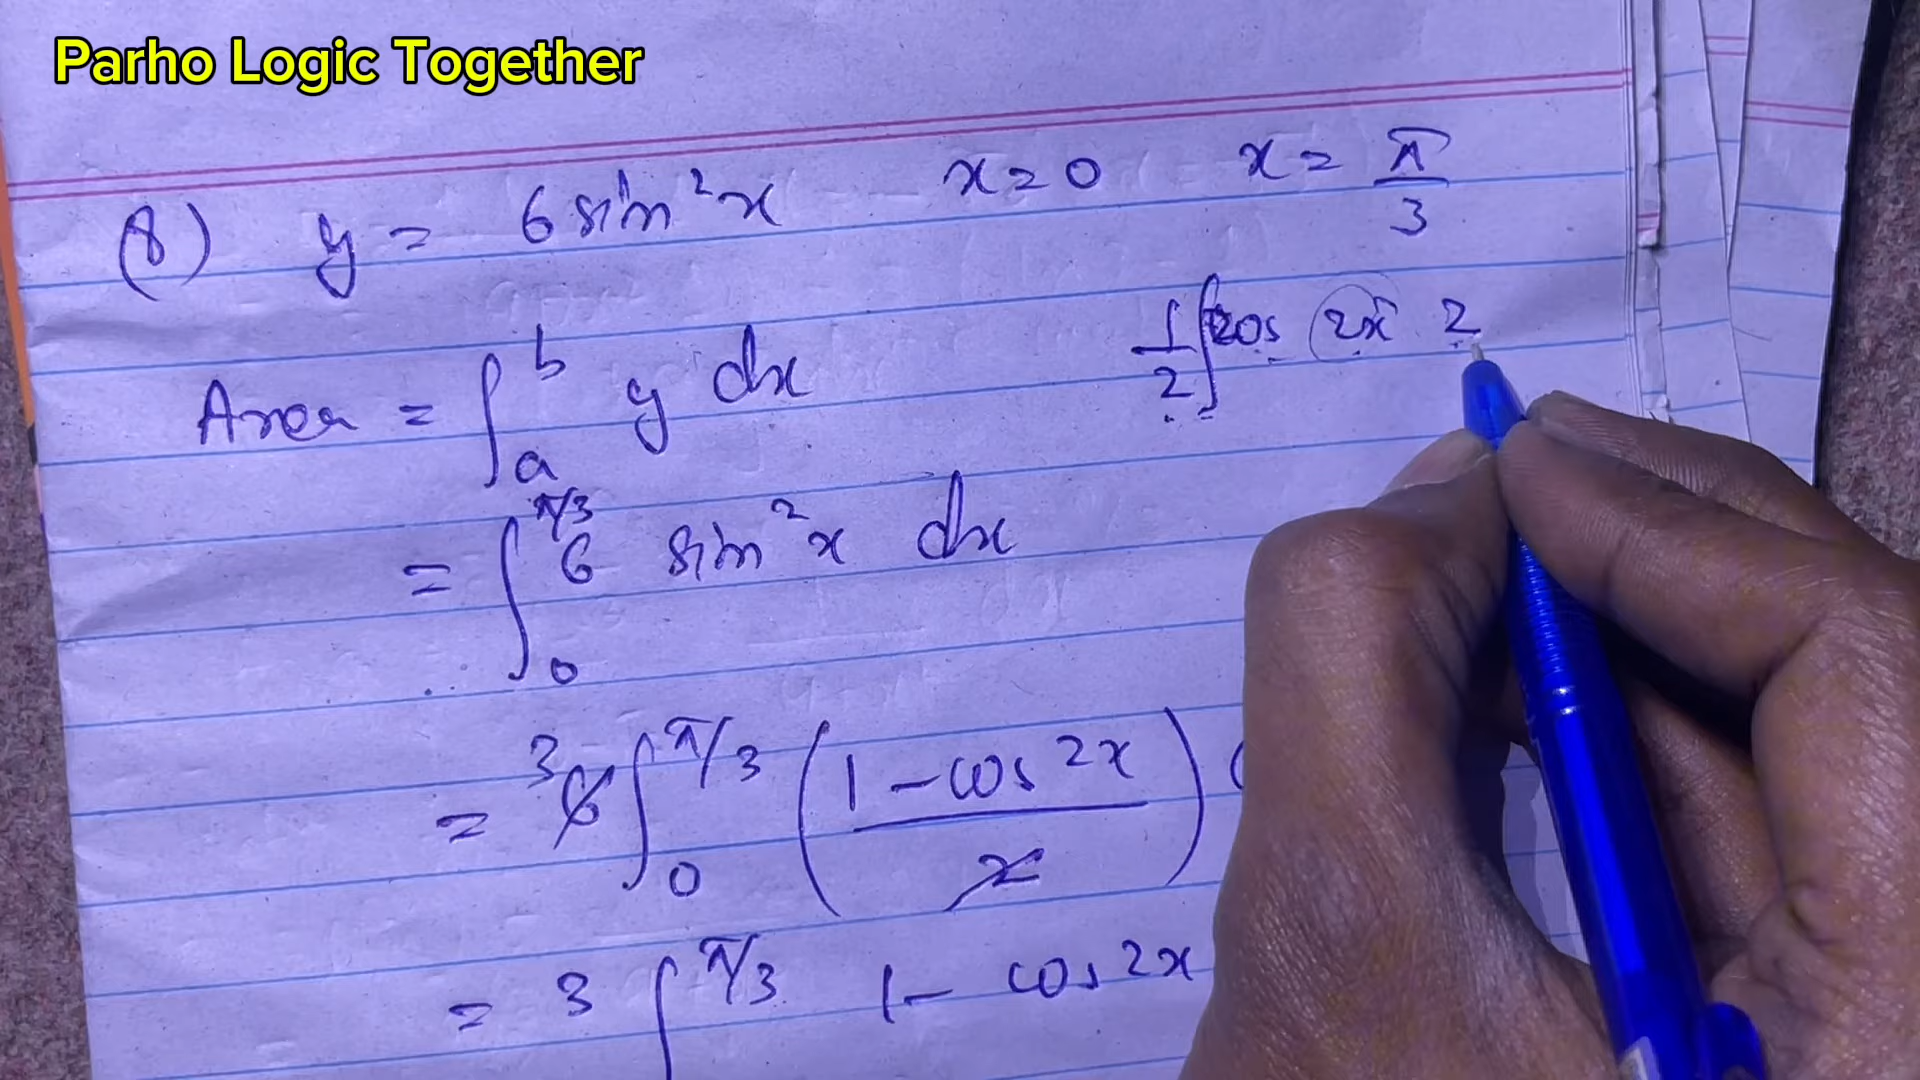 Parho Logic Together
(8) y = 6 sin²x x=0 x = π/3
1/2 ∫ cos 2x 2
Area = ∫_a^b y dx
= ∫_0^{π/3} 6 sin²x dx
= 3 6 ∫_0^{π/3} (1 - cos 2x / 2)
= 3 ∫^{π/3} 1 - cos 2x